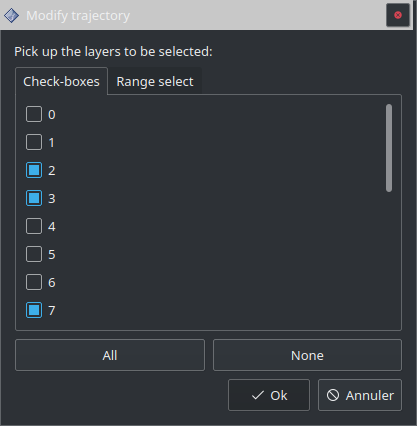 Modify trajectory
Pick up the layers to be selected:
Check-boxes Range select
0
1
2
3
4
5
6
7
All None
Ok Annuler